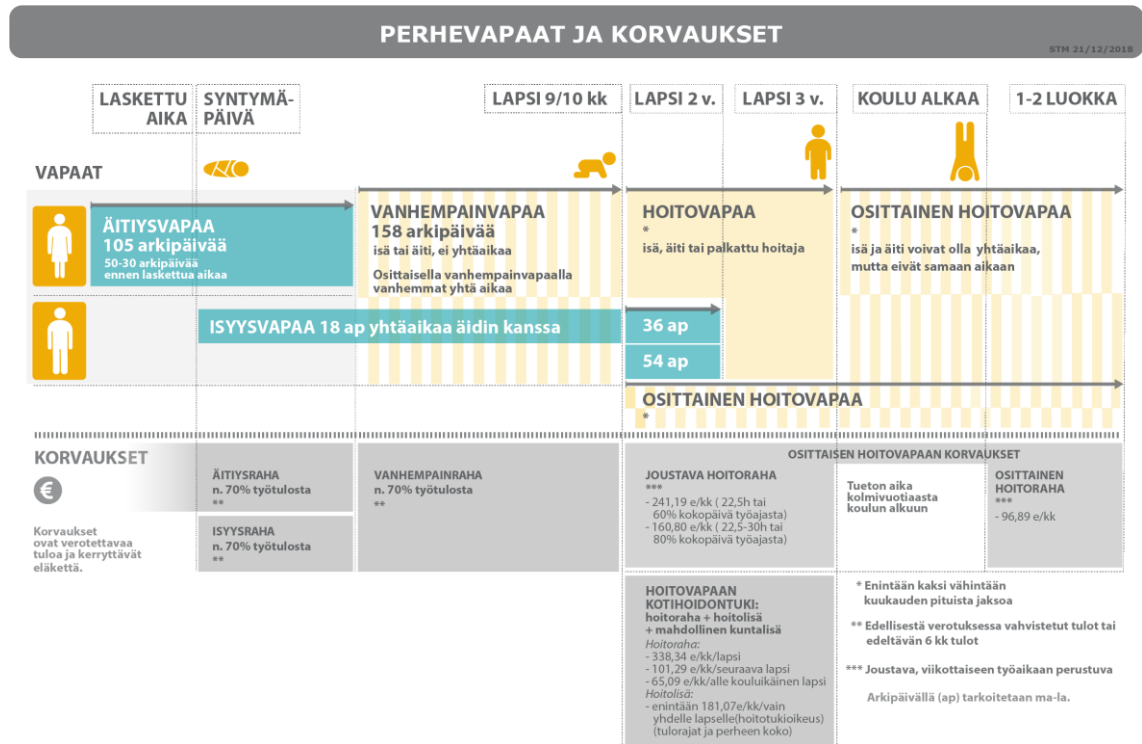 PERHEVAPAAT JA KORVAUKSET
STM 21/12/2018
LASKETTU
AIKA
SYNTYMÄ-
PÄIVÄ
LAPSI 9/10 kk
LAPSI 2 v.
LAPSI 3 v.
KOULU ALKAA
1-2 LUOKKA
VAPAAT
ÄITIYSVAPAA
105 arkipäivää
50-30 arkipäivää
ennen laskettua aikaa
VANHEMPAINVAPAA
158 arkipäivää
isä tai äiti, ei yhtäaikaa
Osittaisella vanhempainvapaalla
vanhemmat yhtä aikaa
HOITOVAPAA
*
isä, äiti tai palkattu hoitaja
OSITTAINEN HOITOVAPAA
*
isä ja äiti voivat olla yhtäaikaa,
mutta eivät samaan aikaan
ISYYSVAPAA 18 ap yhtäaikaa äidin kanssa
36 ap
54 ap
OSITTAINEN HOITOVAPAA
*
KORVAUKSET
€
Korvaukset
ovat verotettavaa
tuloa ja kerryttävät
eläkettä.
ÄITIYSRAHA
n. 70% työtulosta
**
ISYYSRAHA
n. 70% työtulosta
**
VANHEMPAINRAHA
n. 70% työtulosta
**
OSITTAISEN HOITOVAPAAN KORVAUKSET
JOUSTAVA HOITORAHA
***
- 241,19 e/kk ( 22,5h tai
60% kokopäivä työajasta)
- 160,80 e/kk ( 22,5-30h tai
80% kokopäivä työajasta)
Tueton aika
kolmivuotiaasta
koulun alkuun
OSITTAINEN
HOITORAHA
***
- 96,89 e/kk
HOITOVAPAAN
KOTIHOIDONTUKI:
hoitoraha + hoitolisä
+ mahdollinen kuntalisä
Hoitoraha:
- 338,34 e/kk/lapsi
- 101,29 e/kk/seuraava lapsi
- 65,09 e/kk/alle kouluikäinen lapsi
Hoitolisä:
- enintään 181,07e/kk/vain
yhdelle lapselle(hoitotukioikeus)
(tulorajat ja perheen koko)
* Enintään kaksi vähintään
kuukauden pituista jaksoa
** Edellisestä verotuksessa vahvistetut tulot tai
edeltävän 6 kk tulot
*** Joustava, viikottaiseen työaikaan perustuva
Arkipäivällä (ap) tarkoitetaan ma-la.